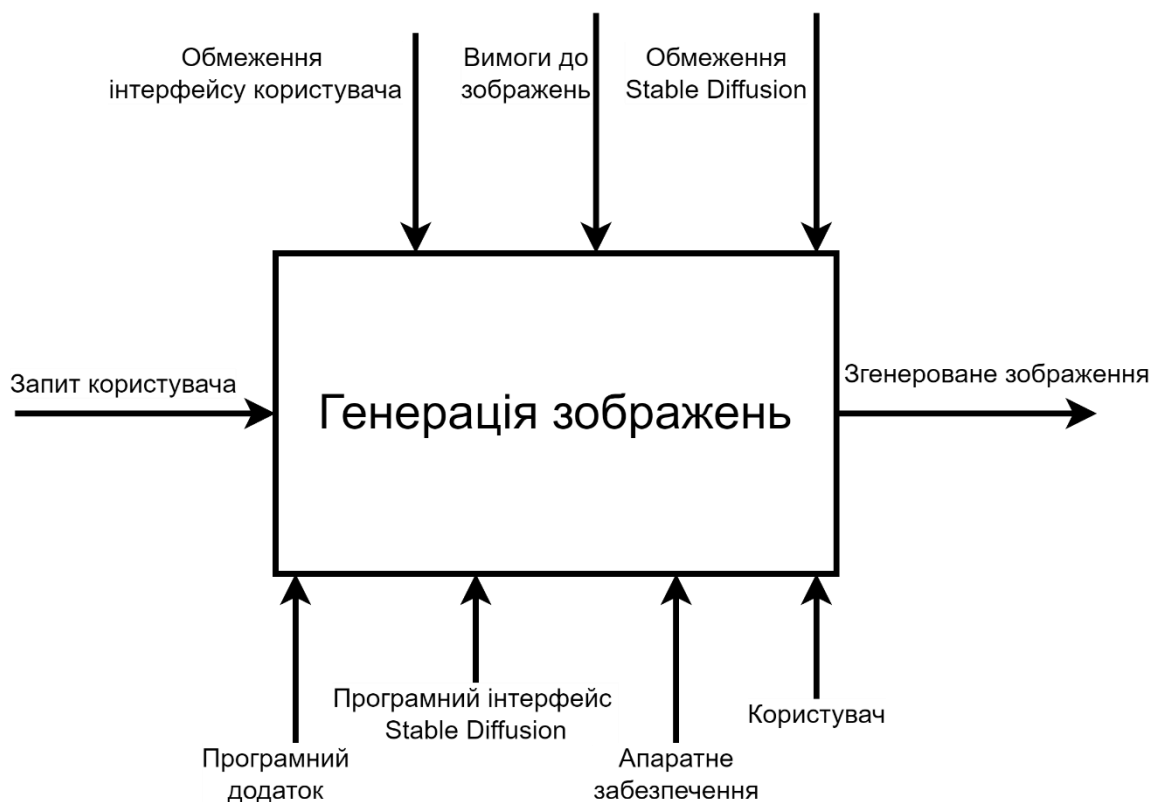 Обмеження
інтерфейсу користувача
Вимоги до
зображень
Обмеження
Stable Diffusion
Запит користувача
Генерація зображень
Згенероване зображення
Програмний
додаток
Програмний інтерфейс
Stable Diffusion
Апаратне
забезпечення
Користувач